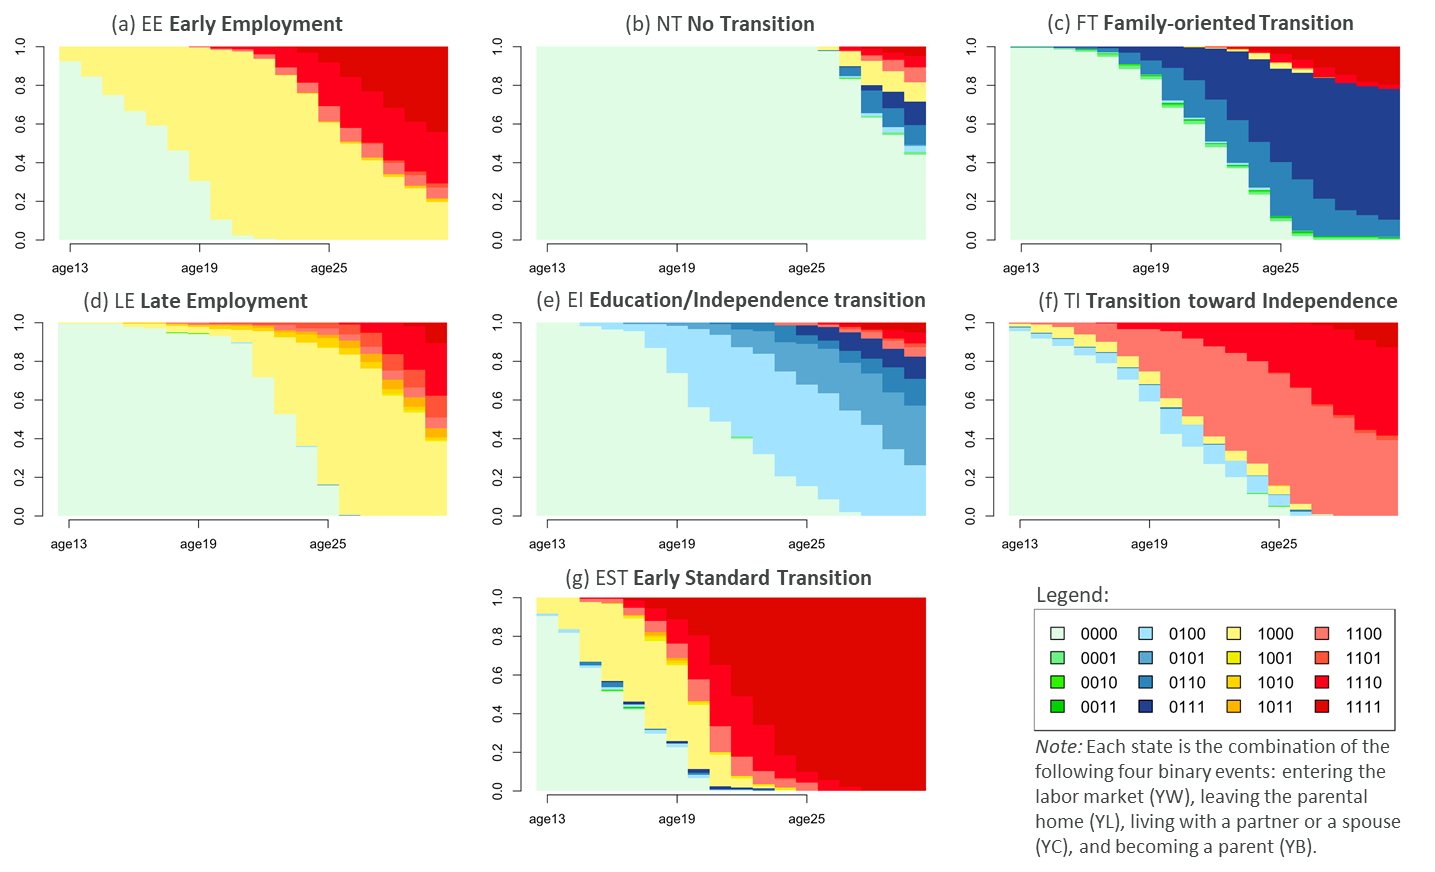 (a) EE Early Employment
(b) NT No Transition
(c) FT Family-oriented Transition
1.0
0.8
0.6
0.4
0.2
0.0
age13
age19
age25
1.0
0.8
0.6
0.4
0.2
0.0
age13
age19
age25
1.0
0.8
0.6
0.4
0.2
0.0
age13
age19
age25
(d) LE Late Employment
(e) EI Education/Independence transition
(f) TI Transition toward Independence
1.0
0.8
0.6
0.4
0.2
0.0
age13
age19
age25
1.0
0.8
0.6
0.4
0.2
0.0
age13
age19
age25
1.0
0.8
0.6
0.4
0.2
0.0
age13
age19
age25
(g) EST Early Standard Transition
1.0
0.8
0.6
0.4
0.2
0.0
age13
age19
age25
Legend:
0000 0100 1000 1100
0001 0101 1001 1101
0010 0110 1010 1110
0011 0111 1011 1111
Note: Each state is the combination of the
following four binary events: entering the
labor market (YW), leaving the parental
home (YL), living with a partner or a spouse
(YC), and becoming a parent (YB).